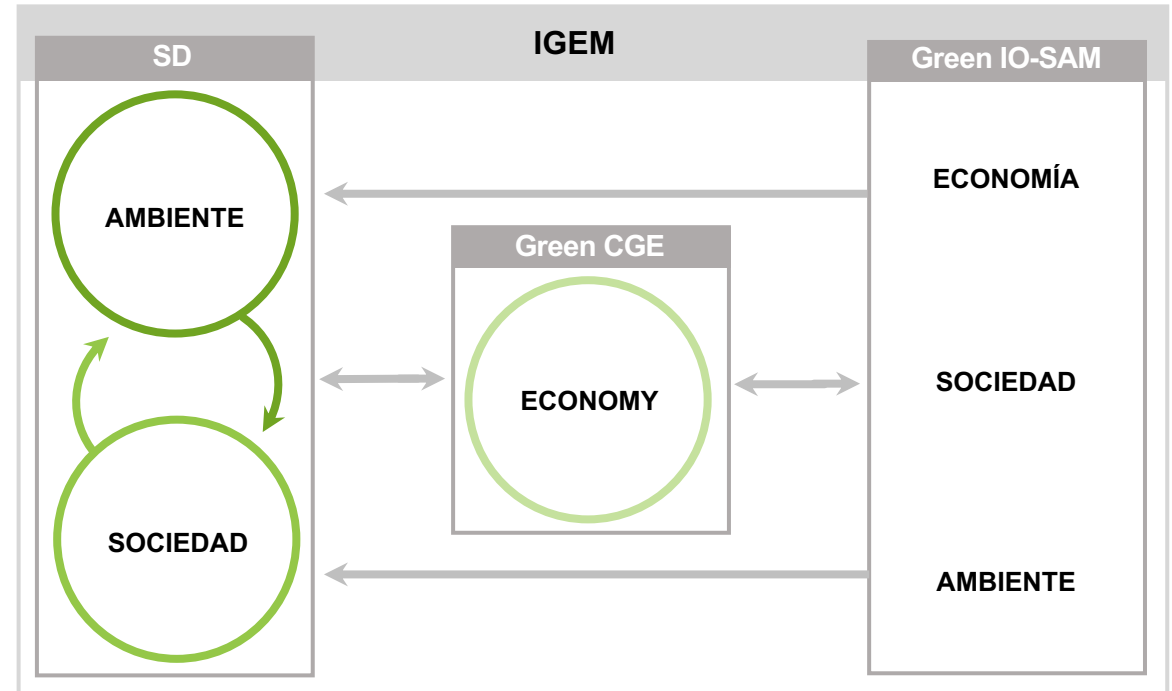 IGEM
SD
Green IO-SAM
AMBIENTE
ECONOMÍA
Green CGE
ECONOMY
SOCIEDAD
SOCIEDAD
AMBIENTE